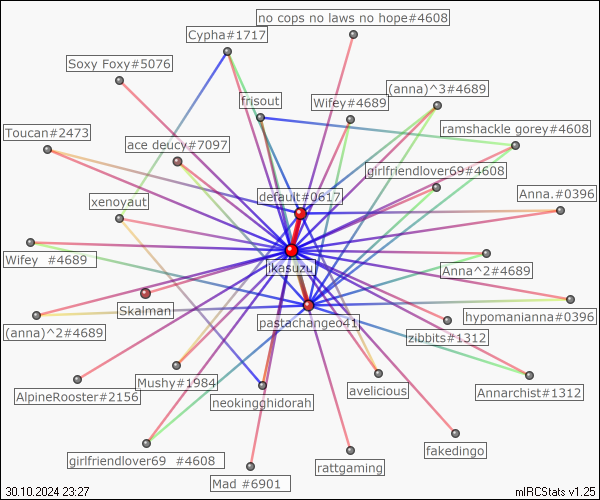 no cops no laws no hope#4608
Cypha#1717
Soxy Foxy#5076
(anna)^3#4689
frisout
Wifey#4689
Toucan#2473
ace deucy#7097
ramshackle gorey#4608
girlfriendlover69#4608
default#0617
Anna.#0396
xenoyaut
Wifey  #4689
ikasuzu
Anna^2#4689
Skalman
hypomanianna#0396
pastachangeo41
(anna)^2#4689
zibbits#1312
Mushy#1984
avelicious
Annarchist#1312
AlpineRooster#2156
neokingghidorah
fakedingo
girlfriendlover69  #4608
rattgaming
Mad #6901
30.10.2024 23:27
mIRCStats v1.25